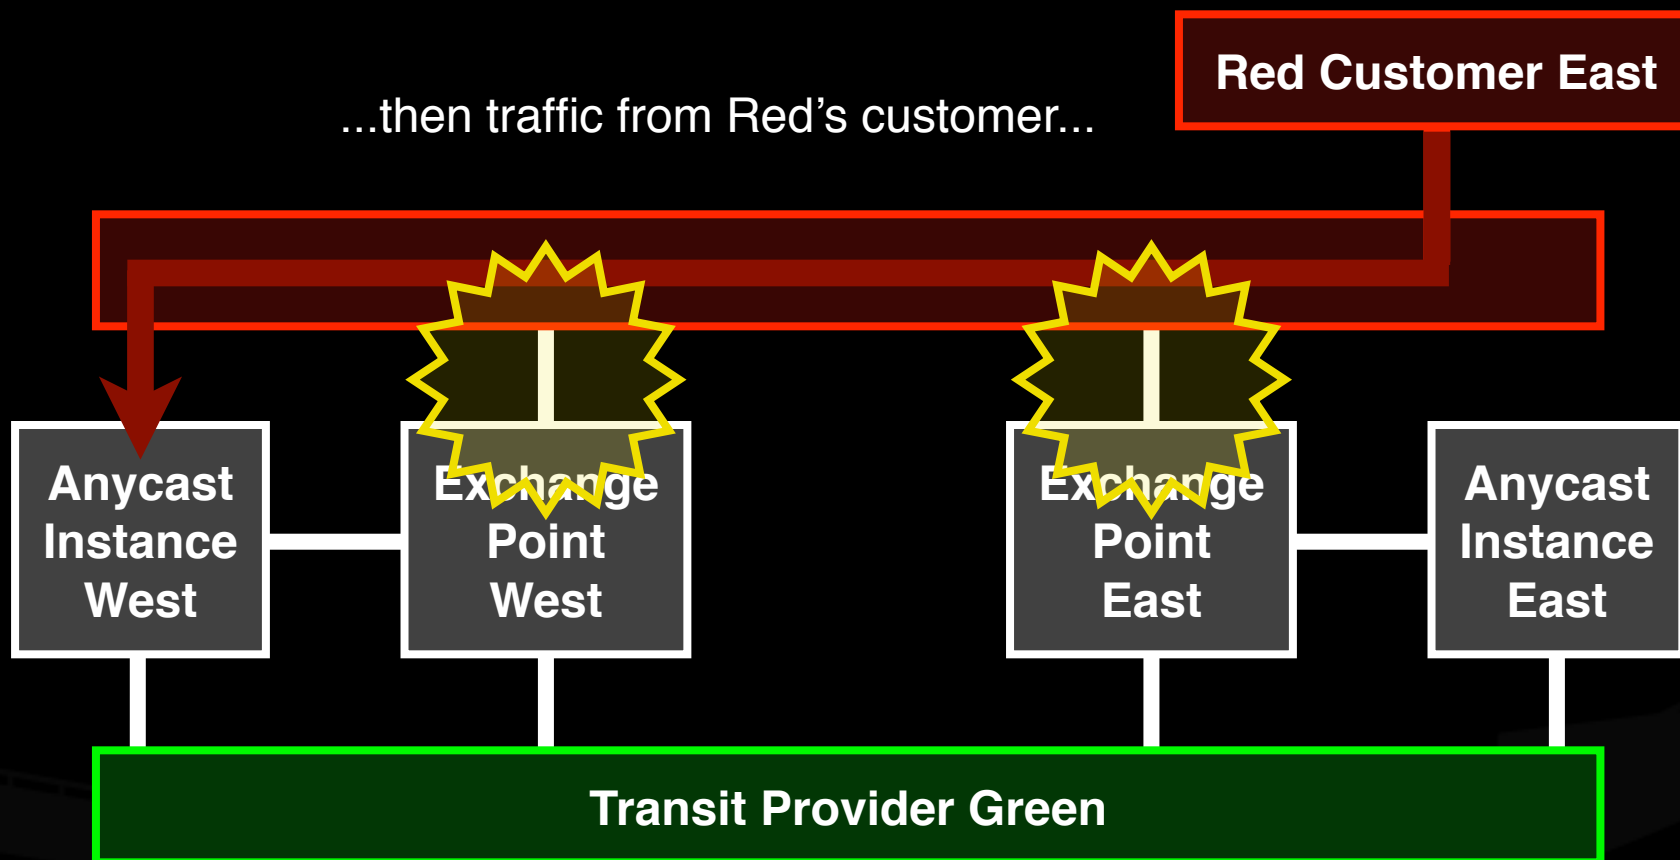 Red Customer East
...then traffic from Red’s customer...
Anycast
Instance
West
Exchange
Point
West
Exchange
Point
East
Anycast
Instance
East
Transit Provider Green